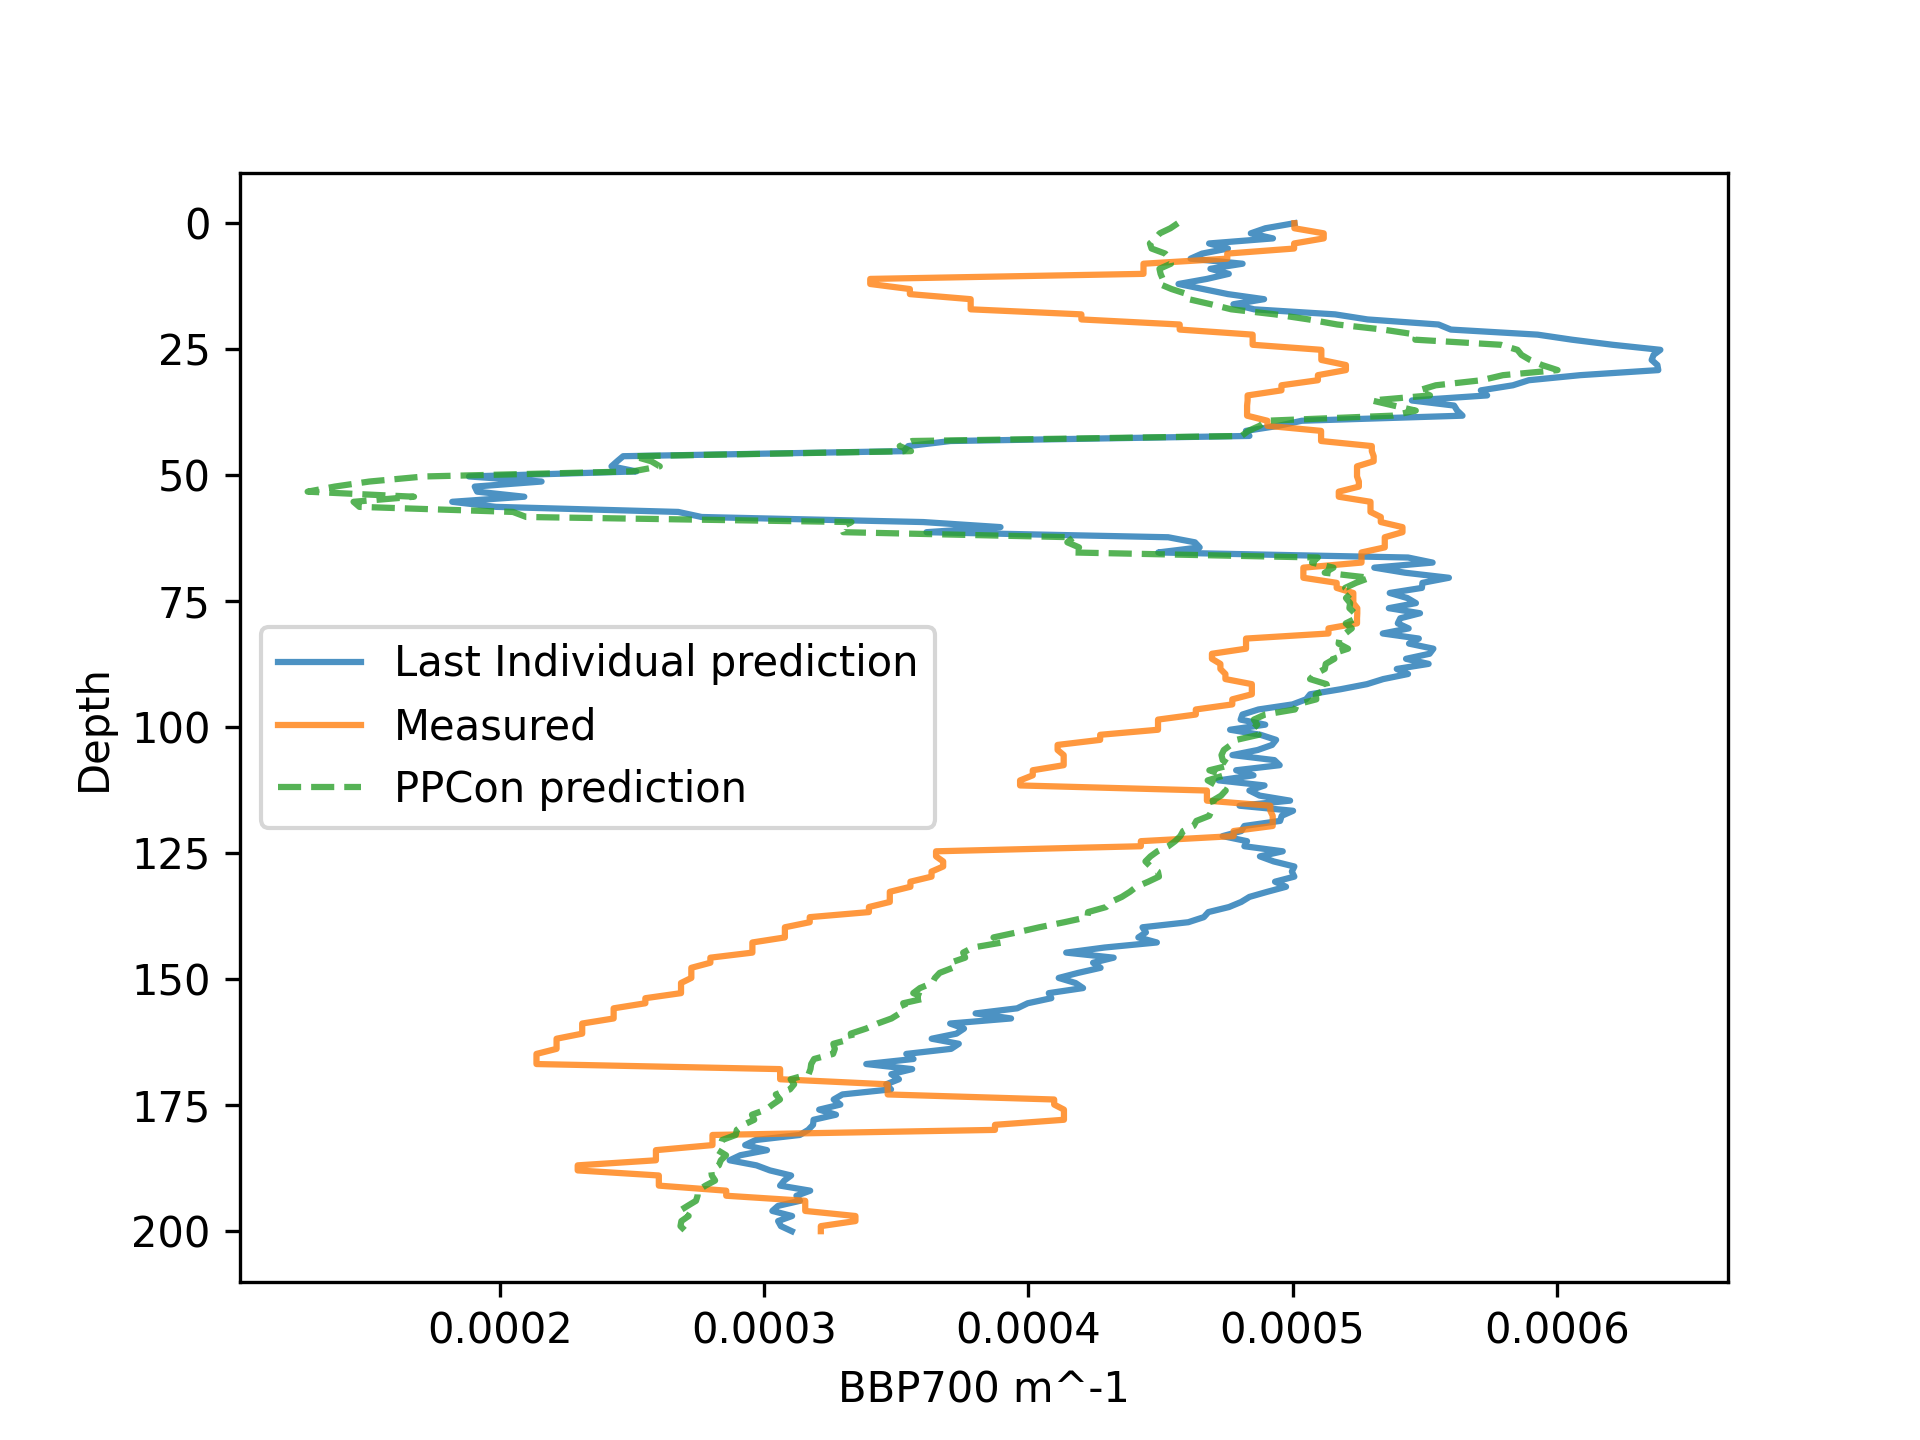 0
25
50
75
100
125
150
175
200
Depth
Last Individual prediction
Measured
PPCon prediction
0.0002 0.0003 0.0004 0.0005 0.0006
BBP700 m^-1